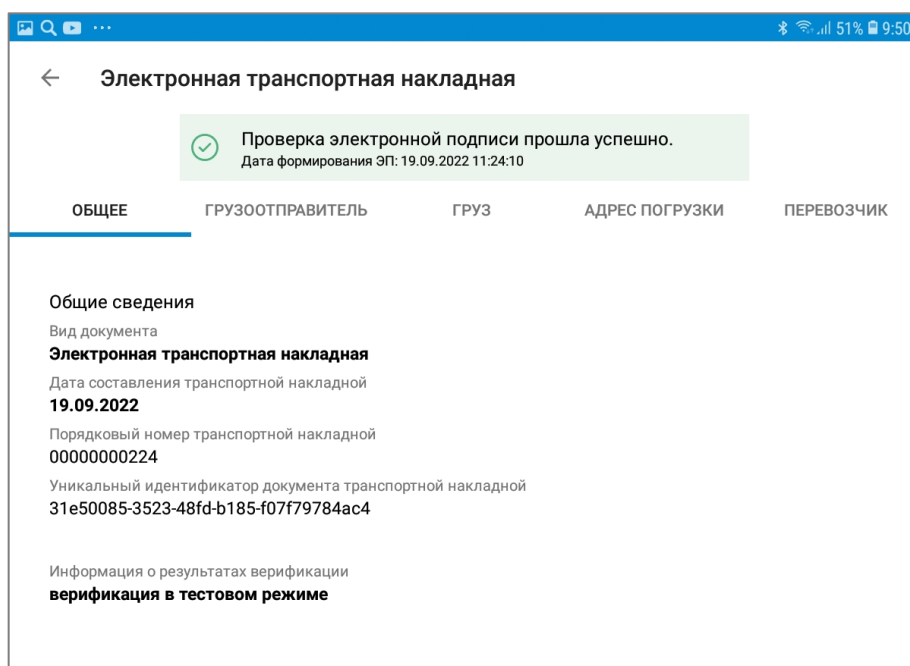 51% 9:50
Электронная транспортная накладная
Проверка электронной подписи прошла успешно.
Дата формирования ЭП: 19.09.2022 11:24:10
ОБЩЕЕ ГРУЗООТПРАВИТЕЛЬ ГРУЗ АДРЕС ПОГРУЗКИ ПЕРЕВОЗЧИК
Общие сведения
Вид документа
Электронная транспортная накладная
Дата составления транспортной накладной
19.09.2022
Порядковый номер транспортной накладной
00000000224
Уникальный идентификатор документа транспортной накладной
31e50085-3523-48fd-b185-f07f79784ac4
Информация о результатах верификации
верификация в тестовом режиме